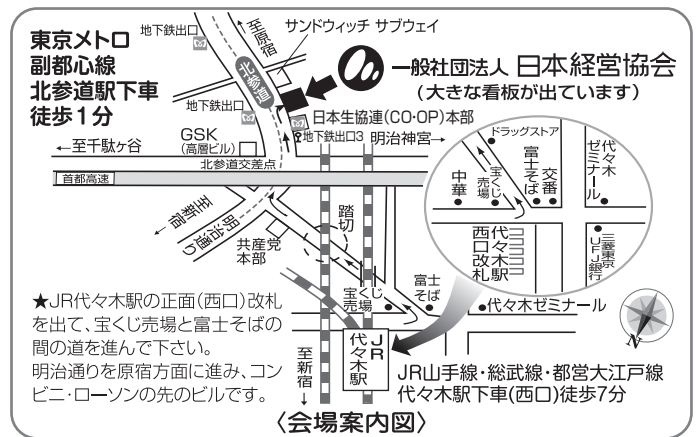 東京メトロ
副都心線
北参道駅下車
徒歩1分
地下鉄出口
至原宿
サンドウィッチ サブウェイ
北参道
一般社団法人 日本経営協会
(大きな看板が出ています)
地下鉄出口
日本生協連(CO・OP)本部
地下鉄出口3
明治神宮→
GSK
(高層ビル)
←至千駄ヶ谷
北参道交差点
首都高速
至新宿
明治通り
共産党
本部
踏切
宝くじ
売場
富士
そば
代々木ゼミナール
ドラッグストア
中華
宝くじ
売場
富士そば
交番
代々木
ゼミナール
代々木駅
西口改札
三菱東京
UFJ銀行
★JR代々木駅の正面(西口)改札
を出て、宝くじ売場と富士そばの
間の道を進んで下さい。
明治通りを原宿方面に進み、コン
ビニ・ローソンの先のビルです。
至新宿
JR
代々木駅
N
JR山手線・総武線・都営大江戸線
代々木駅下車(西口)徒歩7分
〈会場案内図〉